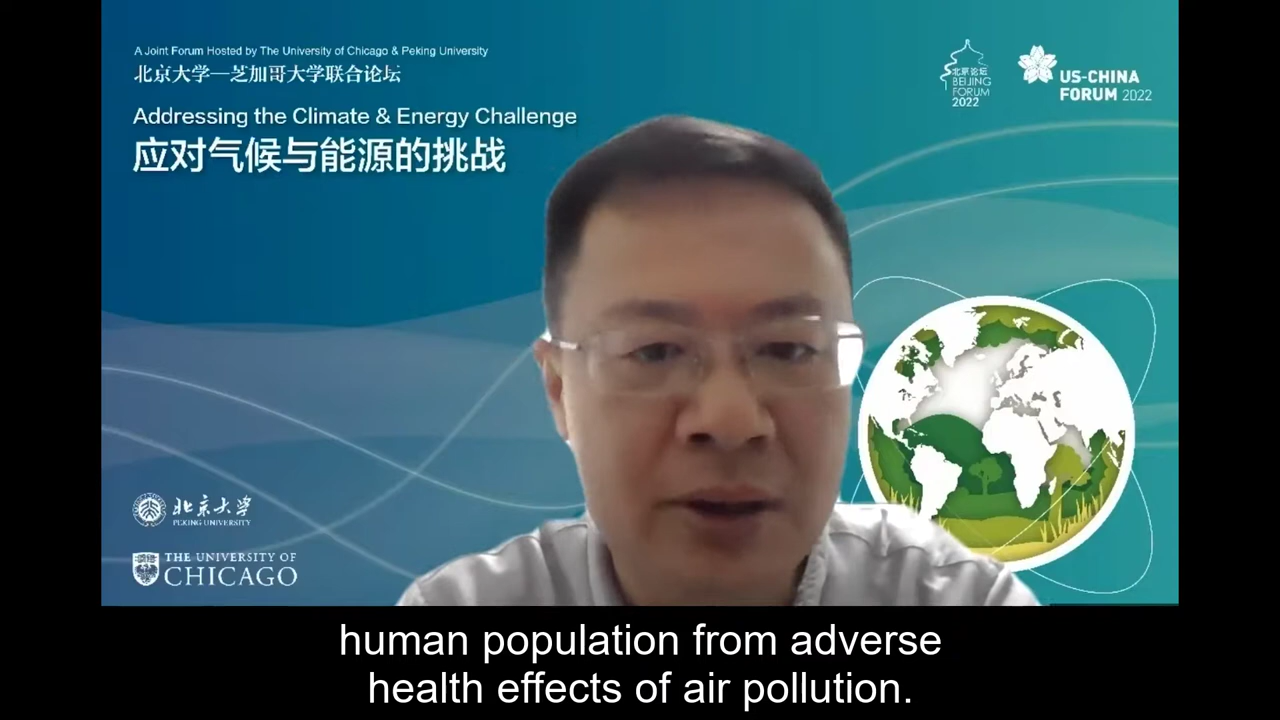 A Joint Forum Hosted by The University of Chicago & Peking University
北京大学—芝加哥大学联合论坛
Addressing the Climate & Energy Challenge
应对气候与能源的挑战
北京论坛
BEIJING
FORUM
2022
US-CHINA
FORUM 2022
北京大学
PEKING UNIVERSITY
THE UNIVERSITY OF
CHICAGO
human population from adverse
health effects of air pollution.